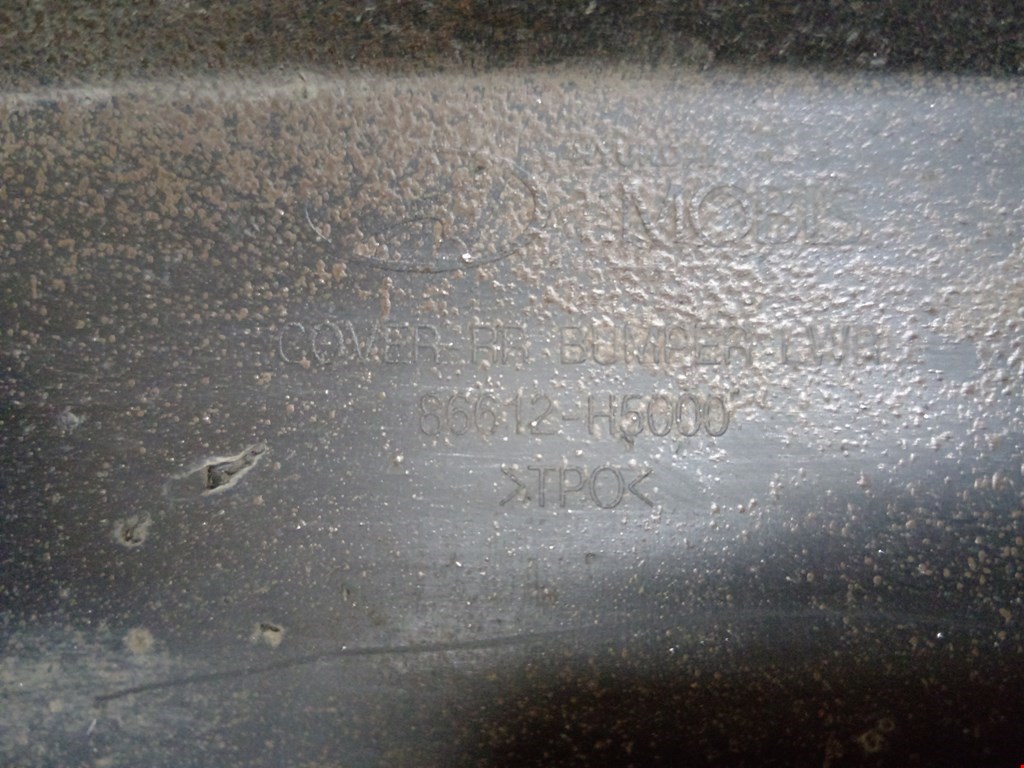 MOBIS
COVER-RR BUMPER LWR
86612-H5000
>TPO<